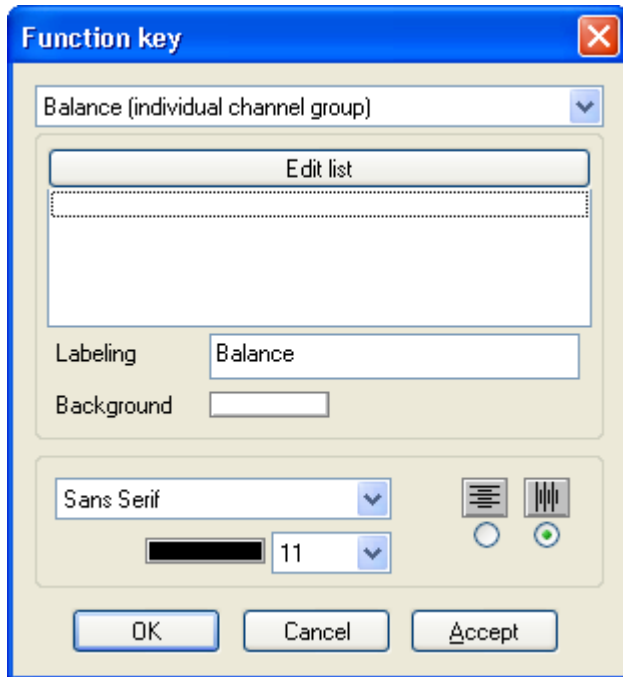 Function key
Balance (individual channel group)
Edit list
Labeling Balance
Background
Sans Serif
11
OK Cancel Accept